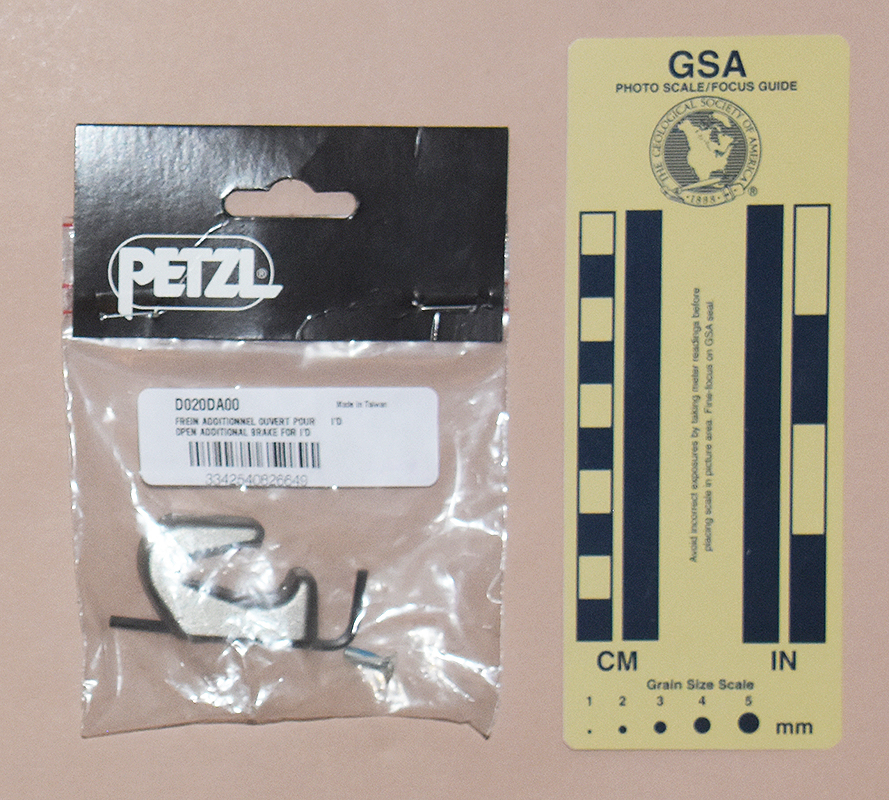 PETZL®
D020DA00 Made in Taiwan
FREIN ADDITIONNEL OUVERT POUR I'D
OPEN ADDITIONAL BRAKE FOR I'D
3342540826649
GSA
PHOTO SCALE/FOCUS GUIDE
THE GEOLOGICAL SOCIETY OF AMERICA
1888
®
Avoid incorrect exposures by taking meter readings before
placing scale in picture area. Fine-focus on GSA seal.
CM IN
Grain Size Scale
1 2 3 4 5
mm